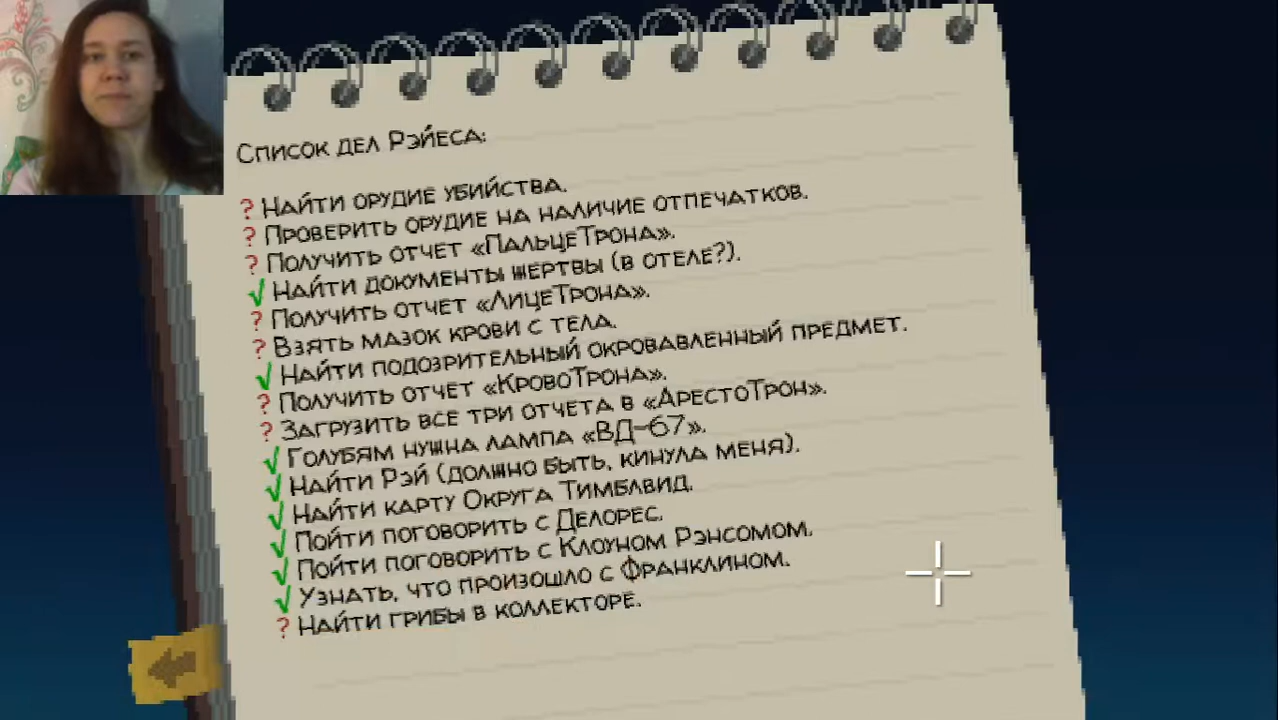 Список дел Рэйеса:
? Найти орудие убийства.
? Проверить орудие на наличие отпечатков.
? Получить отчет «ПальцеТрона».
√ Найти документы жертвы (в отеле?).
? Получить отчет «ЛицеТрона».
? Взять мазок крови с тела.
√ Найти подозрительный окровавленный предмет.
? Получить отчет «КровоТрона».
? Загрузить все три отчета в «АрестоТрон».
√ Голубям нужна лампа «ВД-67».
√ Найти Рэй (должно быть, кинула меня).
√ Найти карту Округа Тимблвид.
√ Пойти поговорить с Делорес.
√ Пойти поговорить с Клоуном Рэнсомом.
√ Узнать, что произошло с Франклином.
? Найти грибы в коллекторе.